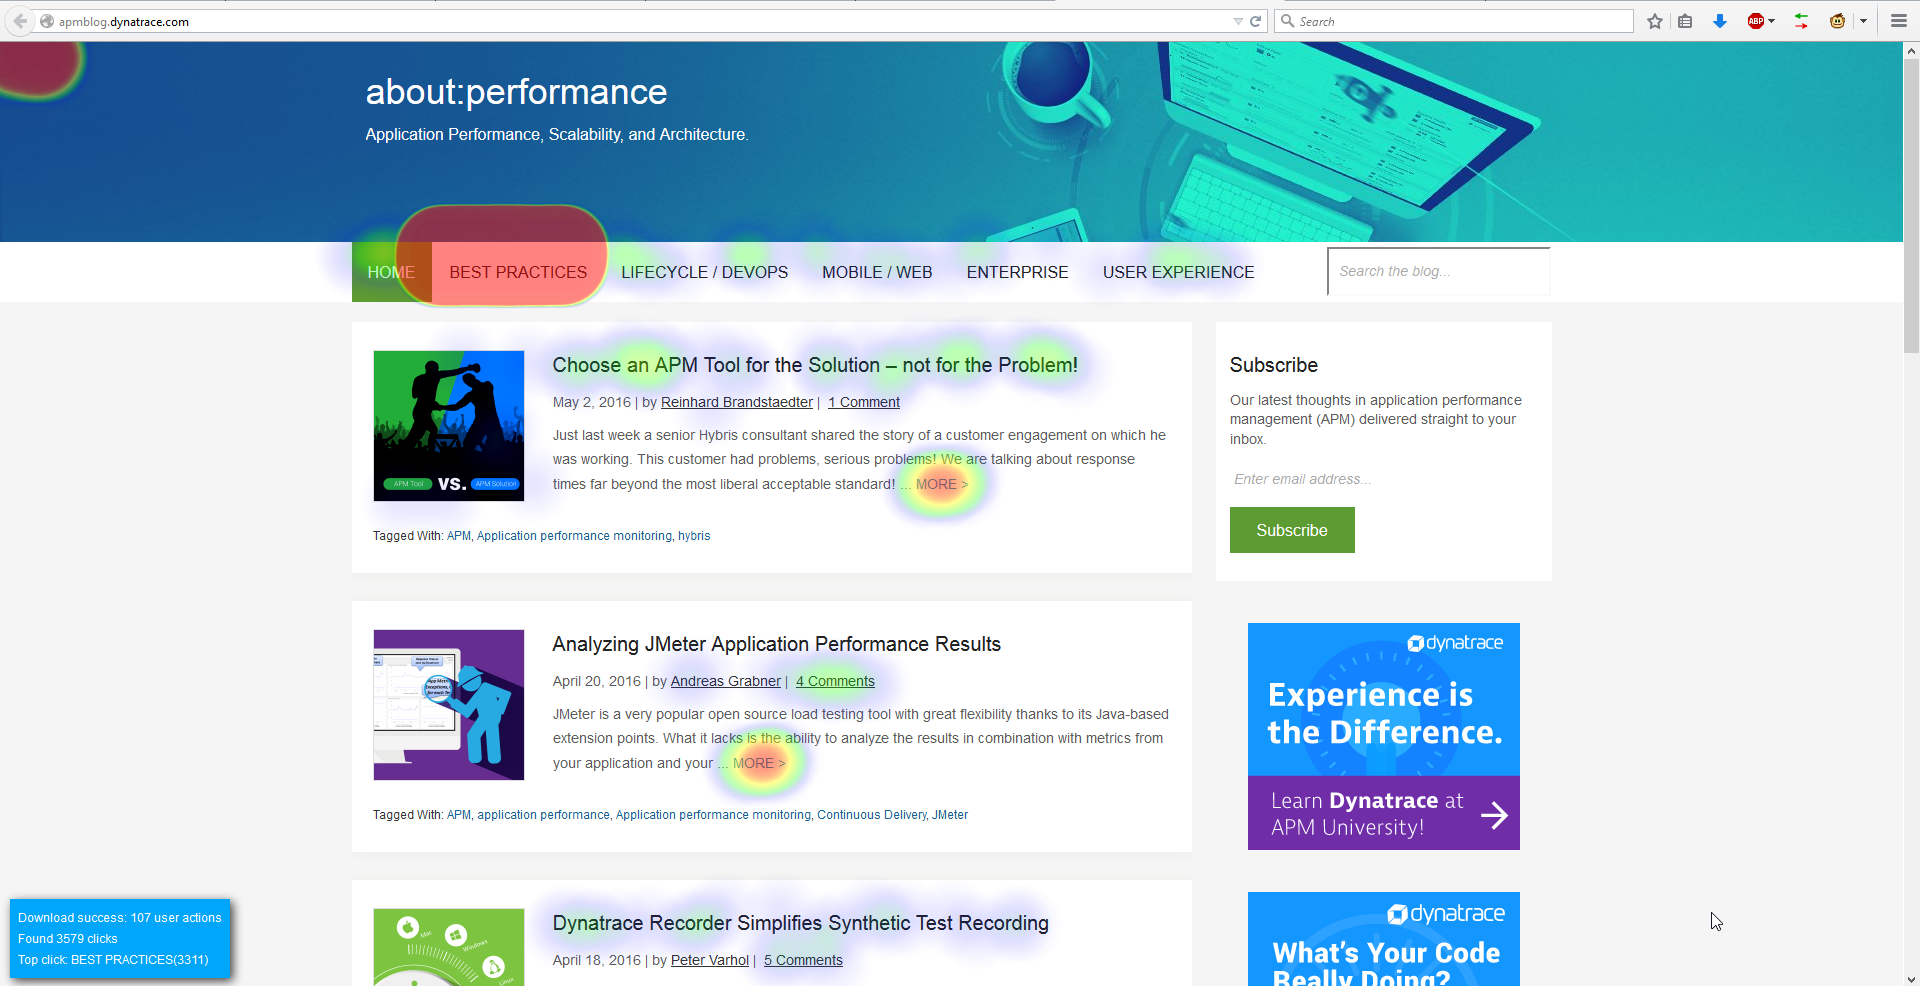 apmblog.dynatrace.com
Search
ABP
about:performance
Application Performance, Scalability, and Architecture.
HOME
BEST PRACTICES
LIFECYCLE / DEVOPS
MOBILE / WEB
ENTERPRISE
USER EXPERIENCE
Search the blog...
APM Tool VS. APM Solution
Choose an APM Tool for the Solution – not for the Problem!
May 2, 2016 | by Reinhard Brandstaedter | 1 Comment
Just last week a senior Hybris consultant shared the story of a customer engagement on which he
was working. This customer had problems, serious problems! We are talking about response
times far beyond the most liberal acceptable standard! ... MORE >
Tagged With: APM, Application performance monitoring, hybris
Subscribe
Our latest thoughts in application performance
management (APM) delivered straight to your
inbox.
Enter email address...
Subscribe
Analyzing JMeter Application Performance Results
April 20, 2016 | by Andreas Grabner | 4 Comments
JMeter is a very popular open source load testing tool with great flexibility thanks to its Java-based
extension points. What it lacks is the ability to analyze the results in combination with metrics from
your application and your ... MORE >
Tagged With: APM, application performance, Application performance monitoring, Continuous Delivery, JMeter
dynatrace
Experience is
the Difference.
Learn Dynatrace at
APM University!
Mac
Windows
Linux
Dynatrace Recorder Simplifies Synthetic Test Recording
April 18, 2016 | by Peter Varhol | 5 Comments
dynatrace
What's Your Code
Really Doing?
Download success: 107 user actions
Found 3579 clicks
Top click: BEST PRACTICES(3311)